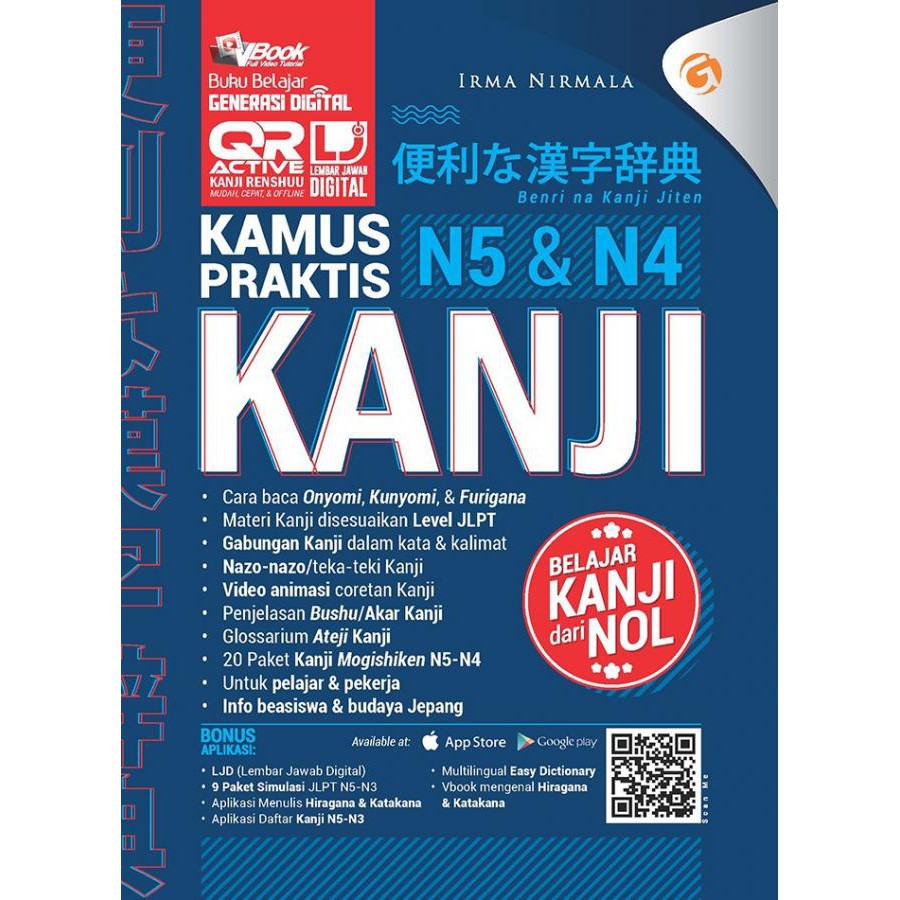 VBook
Full Video Tutorial
Buku Belajar
GENERASI DIGITAL
QR
ACTIVE
KANJI RENSHUU
MUDAH, CEPAT, & OFFLINE
LEMBAR JAWAB
DIGITAL
IRMA NIRMALA
便利な漢字辞典
Benri na Kanji Jiten
KAMUS
PRAKTIS
N5 & N4
KANJI
• Cara baca Onyomi, Kunyomi, & Furigana
• Materi Kanji disesuaikan Level JLPT
• Gabungan Kanji dalam kata & kalimat
• Nazo-nazo/teka-teki Kanji
• Video animasi coretan Kanji
• Penjelasan Bushu/Akar Kanji
• Glossarium Ateji Kanji
• 20 Paket Kanji Mogishiken N5-N4
• Untuk pelajar & pekerja
• Info beasiswa & budaya Jepang
BELAJAR
KANJI
dari NOL
BONUS
APLIKASI:
Available at:
App Store
Google play
• LJD (Lembar Jawab Digital)
• 9 Paket Simulasi JLPT N5-N3
• Aplikasi Menulis Hiragana & Katakana
• Aplikasi Daftar Kanji N5-N3
• Multilingual Easy Dictionary
• Vbook mengenal Hiragana
& Katakana
Scan Me